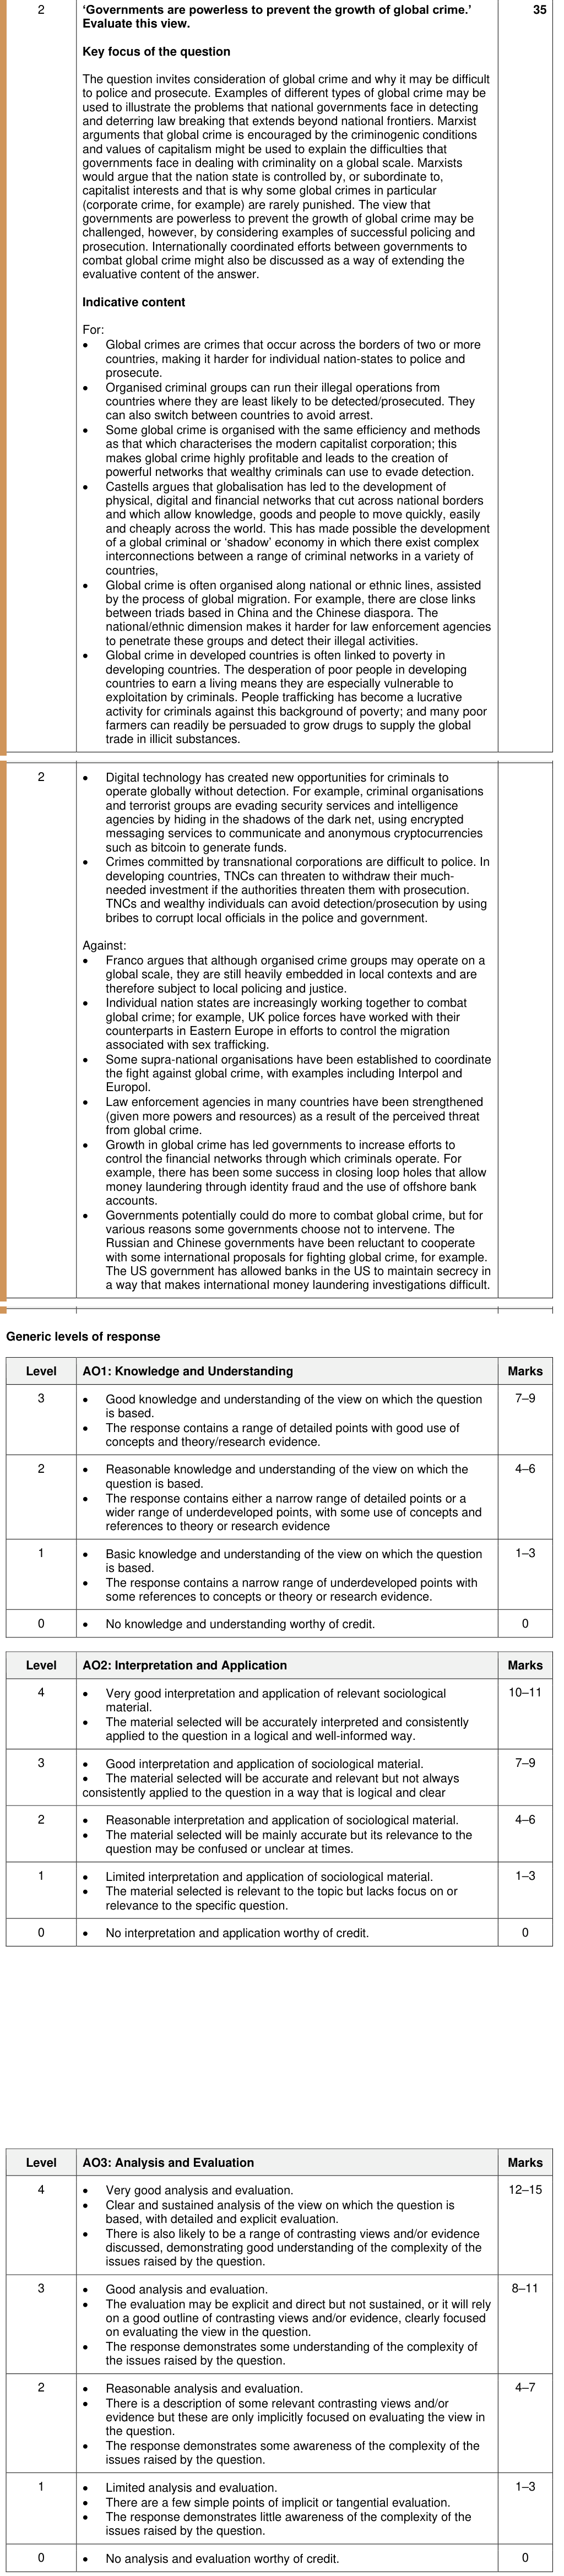 2 ‘Governments are powerless to prevent the growth of global crime.’ 35
Evaluate this view.
Key focus of the question
The question invites consideration of global crime and why it may be difficult
to police and prosecute. Examples of different types of global crime may be
used to illustrate the problems that national governments face in detecting
and deterring law breaking that extends beyond national frontiers. Marxist
arguments that global crime is encouraged by the criminogenic conditions
and values of capitalism might be used to explain the difficulties that
governments face in dealing with criminality on a global scale. Marxists
would argue that the nation state is controlled by, or subordinate to,
capitalist interests and that is why some global crimes in particular
(corporate crime, for example) are rarely punished. The view that
governments are powerless to prevent the growth of global crime may be
challenged, however, by considering examples of successful policing and
prosecution. Internationally coordinated efforts between governments to
combat global crime might also be discussed as a way of extending the
evaluative content of the answer.
Indicative content
For:
• Global crimes are crimes that occur across the borders of two or more
countries, making it harder for individual nation-states to police and
prosecute.
• Organised criminal groups can run their illegal operations from
countries where they are least likely to be detected/prosecuted. They
can also switch between countries to avoid arrest.
• Some global crime is organised with the same efficiency and methods
as that which characterises the modern capitalist corporation; this
makes global crime highly profitable and leads to the creation of
powerful networks that wealthy criminals can use to evade detection.
• Castells argues that globalisation has led to the development of
physical, digital and financial networks that cut across national borders
and which allow knowledge, goods and people to move quickly, easily
and cheaply across the world. This has made possible the development
of a global criminal or ‘shadow’ economy in which there exist complex
interconnections between a range of criminal networks in a variety of
countries,
• Global crime is often organised along national or ethnic lines, assisted
by the process of global migration. For example, there are close links
between triads based in China and the Chinese diaspora. The
national/ethnic dimension makes it harder for law enforcement agencies
to penetrate these groups and detect their illegal activities.
• Global crime in developed countries is often linked to poverty in
developing countries. The desperation of poor people in developing
countries to earn a living means they are especially vulnerable to
exploitation by criminals. People trafficking has become a lucrative
activity for criminals against this background of poverty; and many poor
farmers can readily be persuaded to grow drugs to supply the global
trade in illicit substances.
2 • Digital technology has created new opportunities for criminals to
operate globally without detection. For example, criminal organisations
and terrorist groups are evading security services and intelligence
agencies by hiding in the shadows of the dark net, using encrypted
messaging services to communicate and anonymous cryptocurrencies
such as bitcoin to generate funds.
• Crimes committed by transnational corporations are difficult to police. In
developing countries, TNCs can threaten to withdraw their much-
needed investment if the authorities threaten them with prosecution.
TNCs and wealthy individuals can avoid detection/prosecution by using
bribes to corrupt local officials in the police and government.
Against:
• Franco argues that although organised crime groups may operate on a
global scale, they are still heavily embedded in local contexts and are
therefore subject to local policing and justice.
• Individual nation states are increasingly working together to combat
global crime; for example, UK police forces have worked with their
counterparts in Eastern Europe in efforts to control the migration
associated with sex trafficking.
• Some supra-national organisations have been established to coordinate
the fight against global crime, with examples including Interpol and
Europol.
• Law enforcement agencies in many countries have been strengthened
(given more powers and resources) as a result of the perceived threat
from global crime.
• Growth in global crime has led governments to increase efforts to
control the financial networks through which criminals operate. For
example, there has been some success in closing loop holes that allow
money laundering through identity fraud and the use of offshore bank
accounts.
• Governments potentially could do more to combat global crime, but for
various reasons some governments choose not to intervene. The
Russian and Chinese governments have been reluctant to cooperate
with some international proposals for fighting global crime, for example.
The US government has allowed banks in the US to maintain secrecy in
a way that makes international money laundering investigations difficult.
Generic levels of response
Level AO1: Knowledge and Understanding Marks
3 • Good knowledge and understanding of the view on which the question 7–9
is based.
• The response contains a range of detailed points with good use of
concepts and theory/research evidence.
2 • Reasonable knowledge and understanding of the view on which the 4–6
question is based.
• The response contains either a narrow range of detailed points or a
wider range of underdeveloped points, with some use of concepts and
references to theory or research evidence
1 • Basic knowledge and understanding of the view on which the question 1–3
is based.
• The response contains a narrow range of underdeveloped points with
some references to concepts or theory or research evidence.
0 • No knowledge and understanding worthy of credit. 0
Level AO2: Interpretation and Application Marks
4 • Very good interpretation and application of relevant sociological 10–11
material.
• The material selected will be accurately interpreted and consistently
applied to the question in a logical and well-informed way.
3 • Good interpretation and application of sociological material. 7–9
• The material selected will be accurate and relevant but not always
consistently applied to the question in a way that is logical and clear
2 • Reasonable interpretation and application of sociological material. 4–6
• The material selected will be mainly accurate but its relevance to the
question may be confused or unclear at times.
1 • Limited interpretation and application of sociological material. 1–3
• The material selected is relevant to the topic but lacks focus on or
relevance to the specific question.
0 • No interpretation and application worthy of credit. 0
Level AO3: Analysis and Evaluation Marks
4 • Very good analysis and evaluation. 12–15
• Clear and sustained analysis of the view on which the question is
based, with detailed and explicit evaluation.
• There is also likely to be a range of contrasting views and/or evidence
discussed, demonstrating good understanding of the complexity of the
issues raised by the question.
3 • Good analysis and evaluation. 8–11
• The evaluation may be explicit and direct but not sustained, or it will rely
on a good outline of contrasting views and/or evidence, clearly focused
on evaluating the view in the question.
• The response demonstrates some understanding of the complexity of
the issues raised by the question.
2 • Reasonable analysis and evaluation. 4–7
• There is a description of some relevant contrasting views and/or
evidence but these are only implicitly focused on evaluating the view in
the question.
• The response demonstrates some awareness of the complexity of the
issues raised by the question.
1 • Limited analysis and evaluation. 1–3
• There are a few simple points of implicit or tangential evaluation.
• The response demonstrates little awareness of the complexity of the
issues raised by the question.
0 • No analysis and evaluation worthy of credit. 0